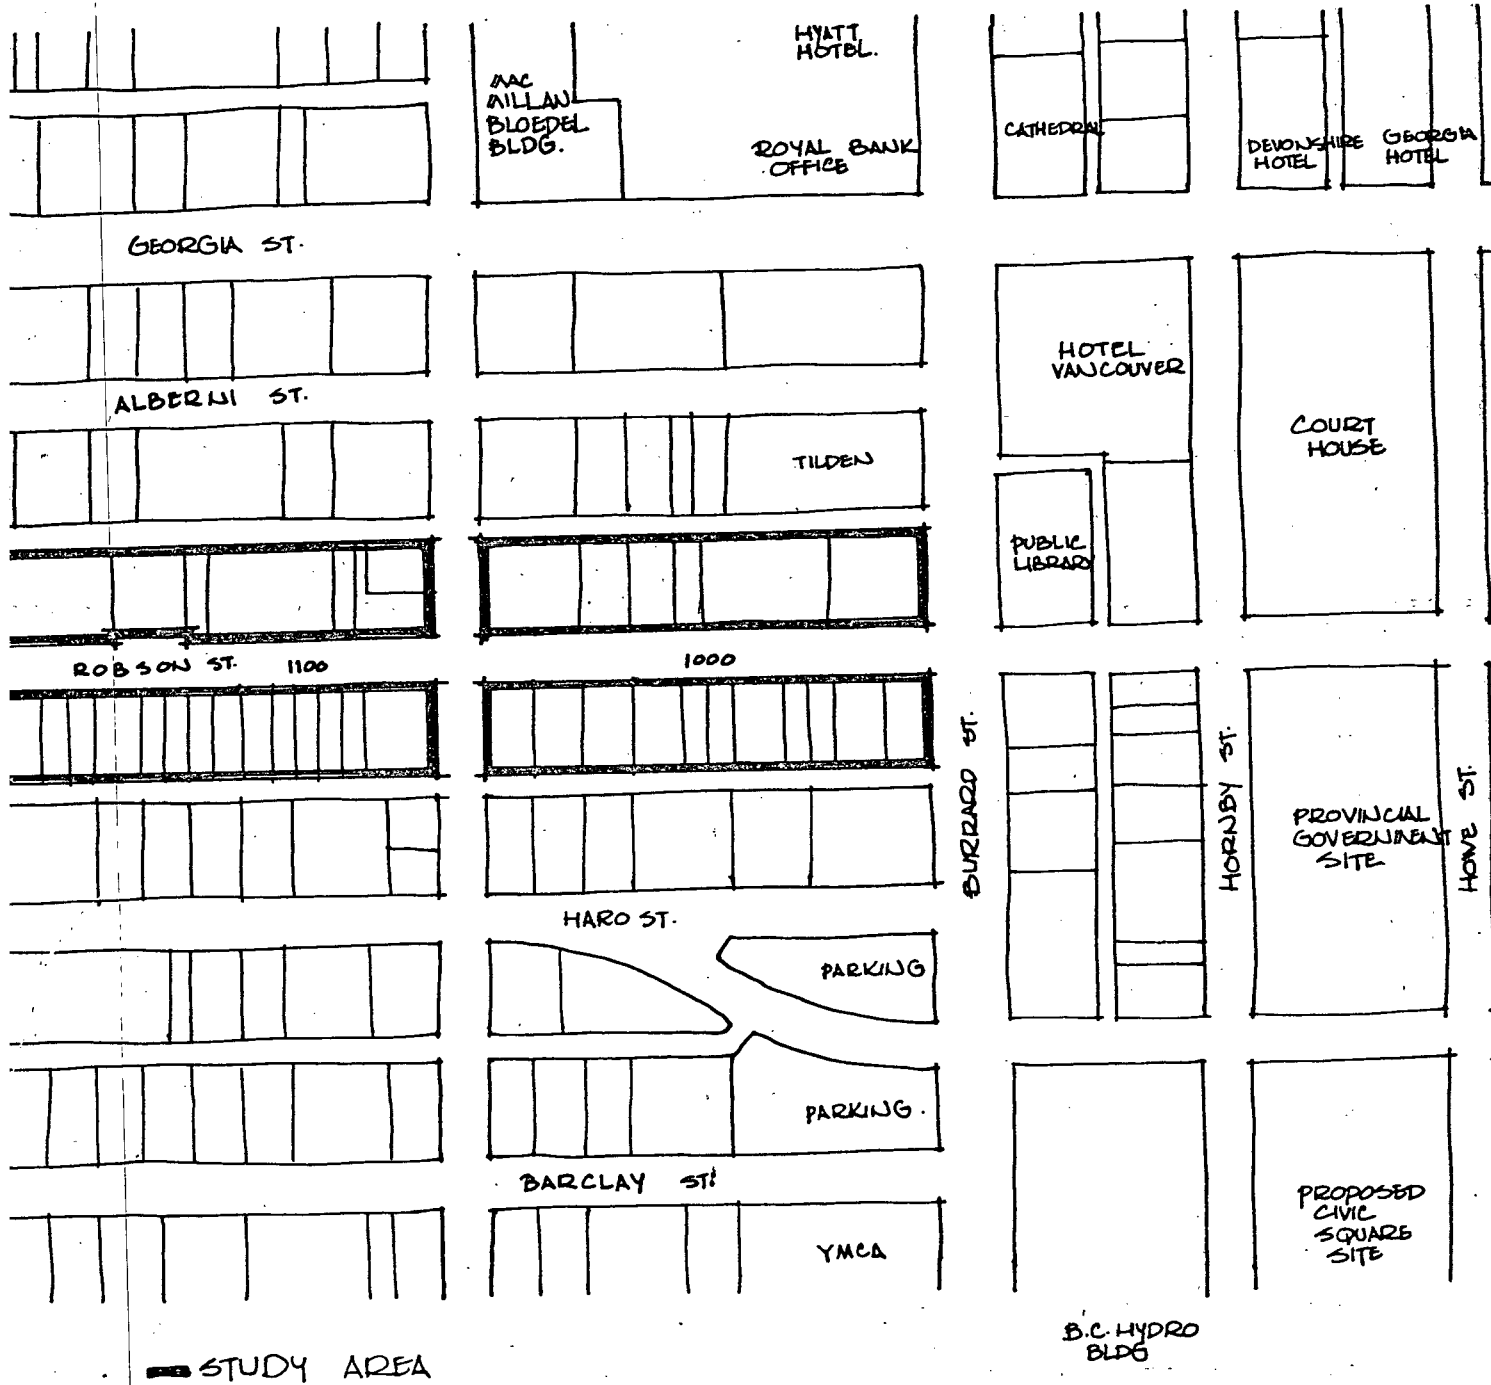 HYATT
HOTEL.
MAC
MILLAN
BLOEDEL
BLDG.
ROYAL BANK
OFFICE
CATHEDRAL
DEVONSHIRE
HOTEL
GEORGIA
HOTEL
GEORGIA ST.
HOTEL
VANCOUVER
ALBERNI ST.
COURT
HOUSE
TILDEN
PUBLIC
LIBRARY
ROBSON ST. 1100
1000
BURRARD ST.
HORNBY ST.
HOWE ST.
PROVINCIAL
GOVERNMENT
SITE
HARO ST.
PARKING
PARKING.
BARCLAY ST.
PROPOSED
CIVIC
SQUARE
SITE
YMCA
B.C. HYDRO
BLDG
STUDY AREA